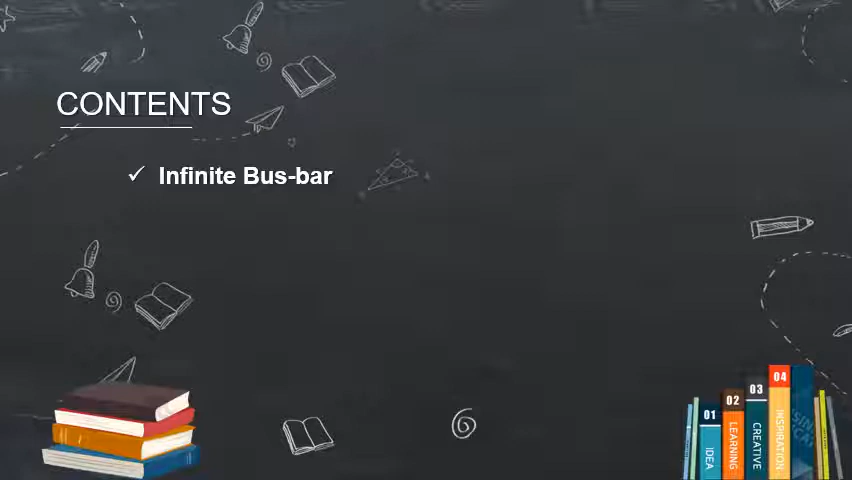 CONTENTS
✓ Infinite Bus-bar
01
02
03
04
IDEA
LEARNING
CREATIVE
INSPIRATION